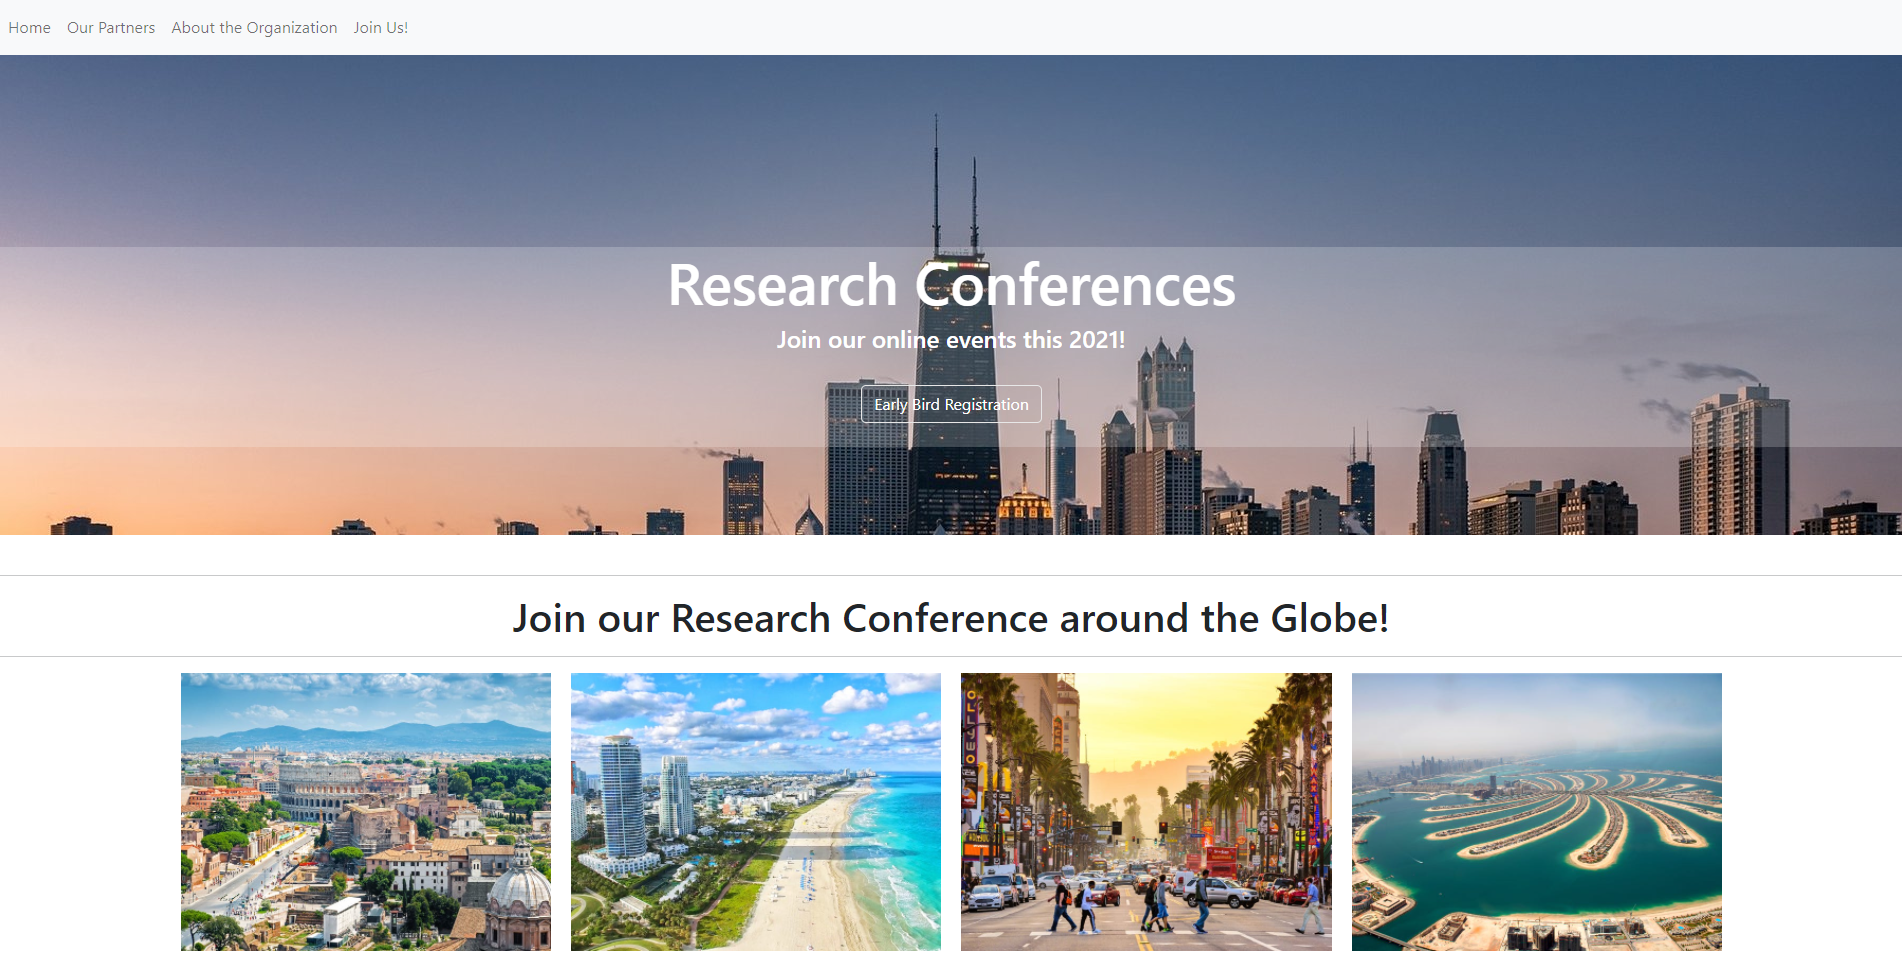 Home Our Partners About the Organization Join Us!
Research Conferences
Join our online events this 2021!
Early Bird Registration
Join our Research Conference around the Globe!
OLLYWO